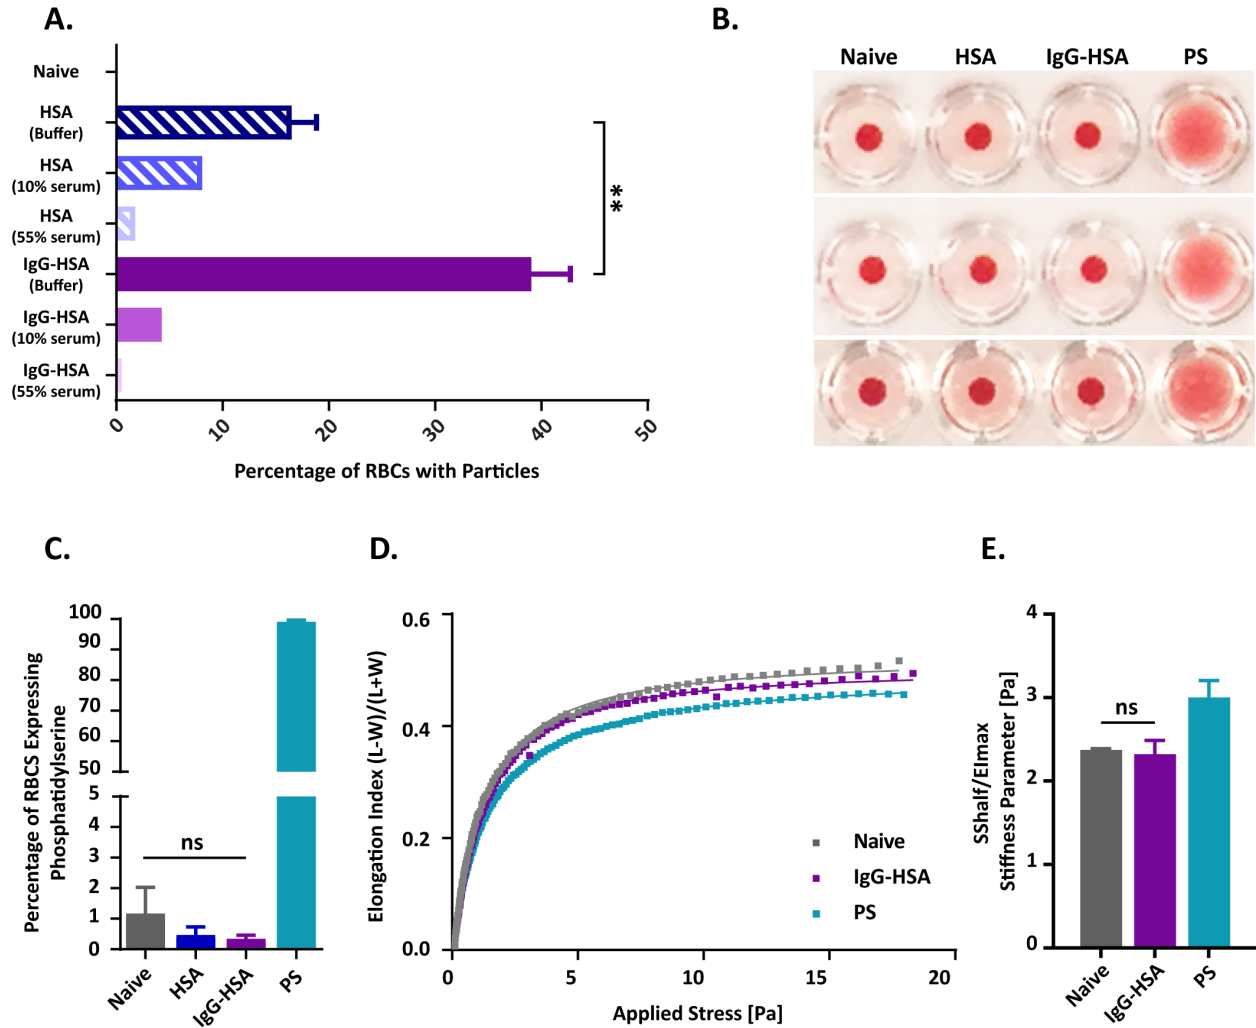 A.
Naive
HSA
(Buffer)
HSA
(10% serum)
HSA
(55% serum)
IgG-HSA
(Buffer)
IgG-HSA
(10% serum)
IgG-HSA
(55% serum)
**
0 10 20 30 40 50
Percentage of RBCs with Particles
B.
Naive HSA IgG-HSA PS
C.
Percentage of RBCS Expressing
Phosphatidylserine
100
90
80
70
60
50
5
4
3
2
1
0
ns
Naive HSA IgG-HSA PS
D.
Elongation Index (L-W)/(L+W)
0.6
0.4
0.2
0.0
Naive
IgG-HSA
PS
0 5 10 15 20
Applied Stress [Pa]
E.
SShalf/EImax
Stiffness Parameter [Pa]
4
3
2
1
0
ns
Naive IgG-HSA PS